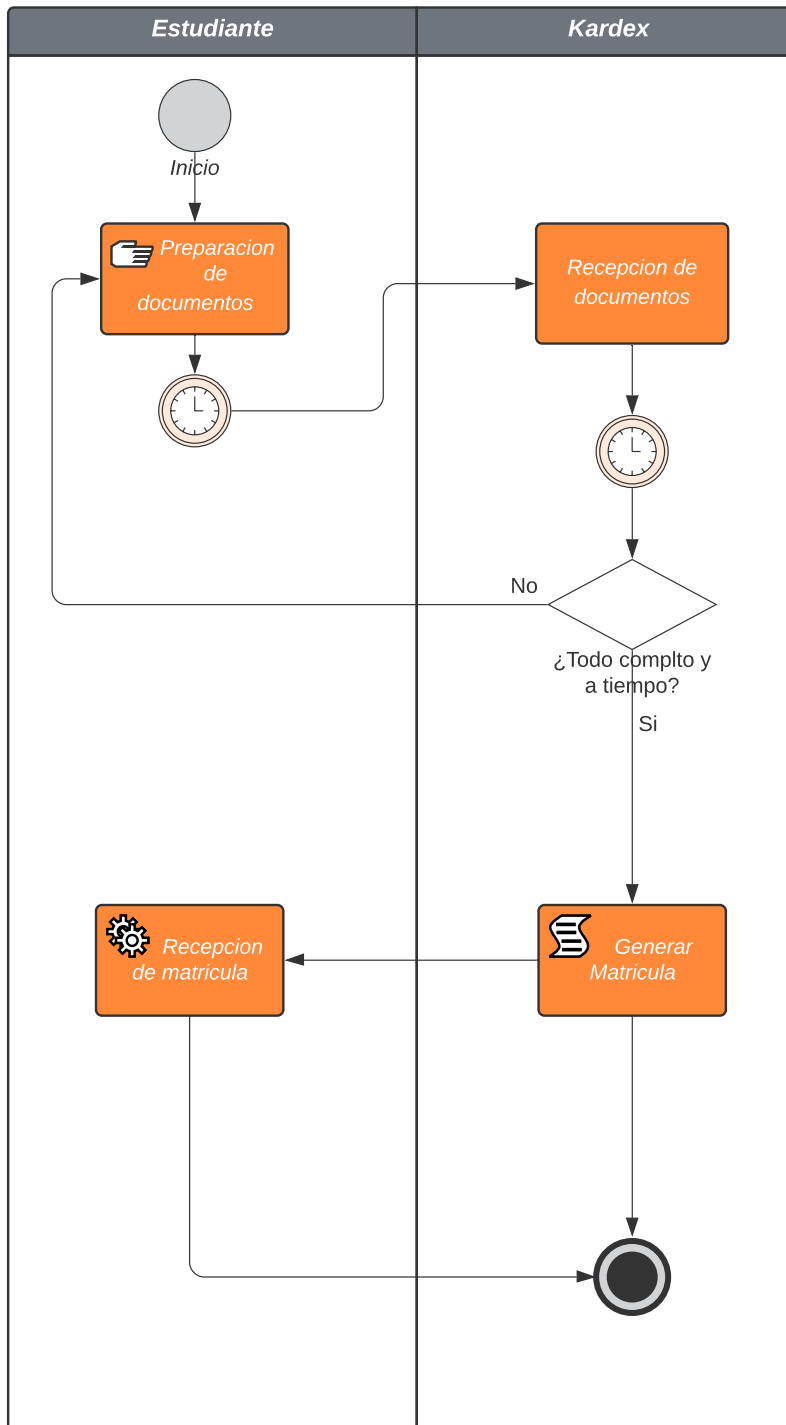 Estudiante
Kardex
Inicio
Preparacion
de
documentos
Recepcion de
documentos
No
¿Todo complto y
a tiempo?
Si
Recepcion
de matricula
Generar
Matricula